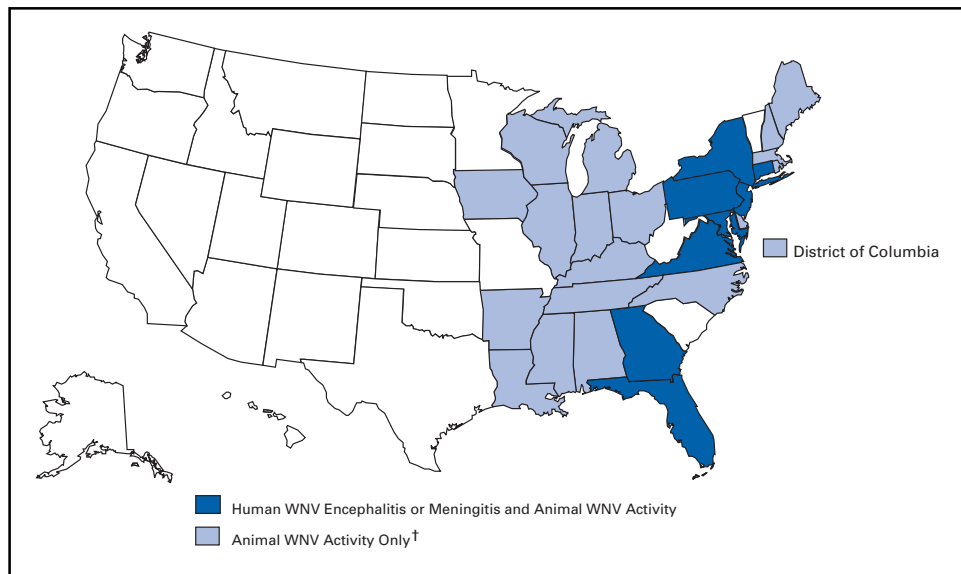 District of Columbia
Human WNV Encephalitis or Meningitis and Animal WNV Activity
Animal WNV Activity Only†